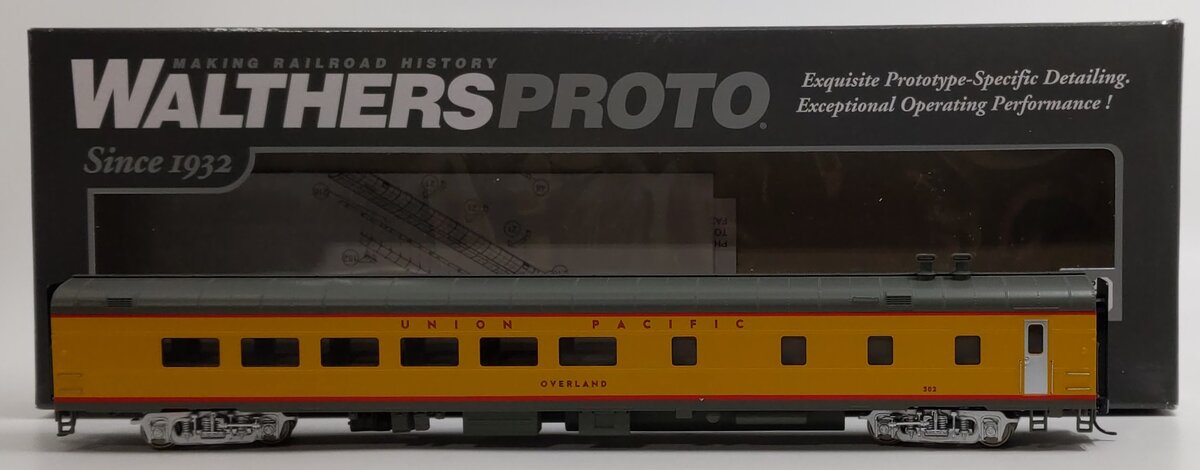 MAKING RAILROAD HISTORY
WALTHERSPROTO®
Since 1932
Exquisite Prototype-Specific Detailing.
Exceptional Operating Performance !
UNION PACIFIC
OVERLAND
302